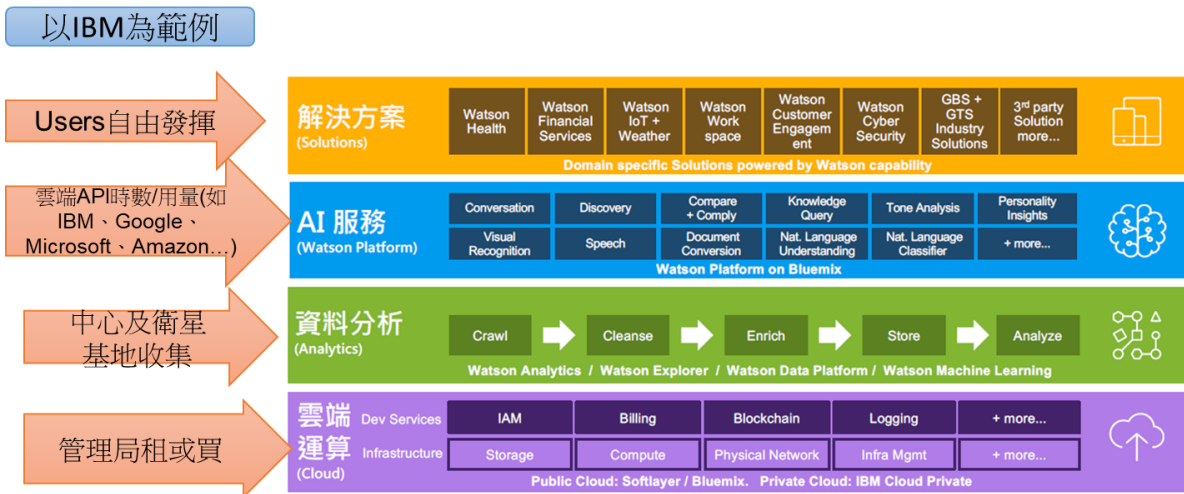 以IBM為範例
Users自由發揮
解決方案
(Solutions)
Watson
Health
Watson
Financial
Services
Watson
IoT +
Weather
Watson
Work
space
Watson
Customer
Engagem
ent
Watson
Cyber
Security
GBS +
GTS
Industry
Solutions
3rd party
Solution
more...
Domain specific Solutions powered by Watson capability
雲端API時數/用量(如
IBM、Google、
Microsoft、Amazon…)
AI 服務
(Watson Platform)
Conversation
Discovery
Compare
+ Comply
Knowledge
Query
Tone Analysis
Personality
Insights
Visual
Recognition
Speech
Document
Conversion
Nat. Language
Understanding
Nat. Language
Classifier
+ more...
Watson Platform on Bluemix
中心及衛星
基地收集
資料分析
(Analytics)
Crawl
Cleanse
Enrich
Store
Analyze
Watson Analytics / Watson Explorer / Watson Data Platform / Watson Machine Learning
管理局租或買
雲端
運算
(Cloud)
Dev Services
IAM
Billing
Blockchain
Logging
+ more...
Infrastructure
Storage
Compute
Physical Network
Infra Mgmt
+ more...
Public Cloud: Softlayer / Bluemix. Private Cloud: IBM Cloud Private